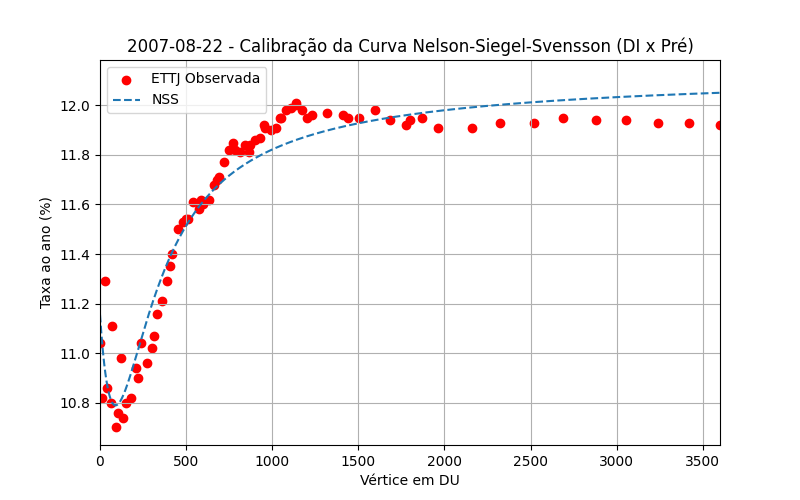 2007-08-22 - Calibração da Curva Nelson-Siegel-Svensson (DI x Pré)
ETTJ Observada
NSS
Taxa ao ano (%)
12.0
11.8
11.6
11.4
11.2
11.0
10.8
0 500 1000 1500 2000 2500 3000 3500
Vértice em DU